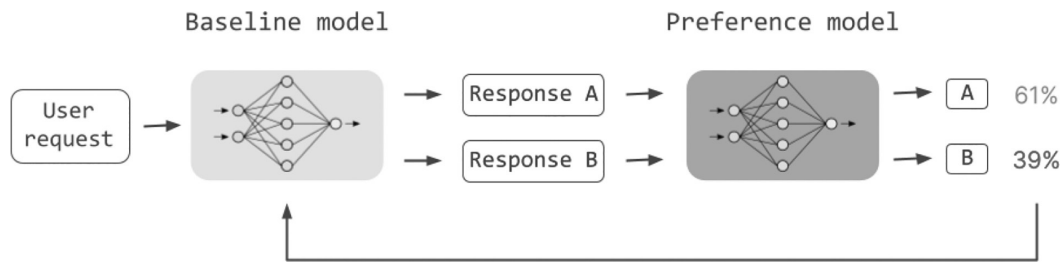 Baseline model
Preference model
User
request
Response A
Response B
A
61%
B
39%